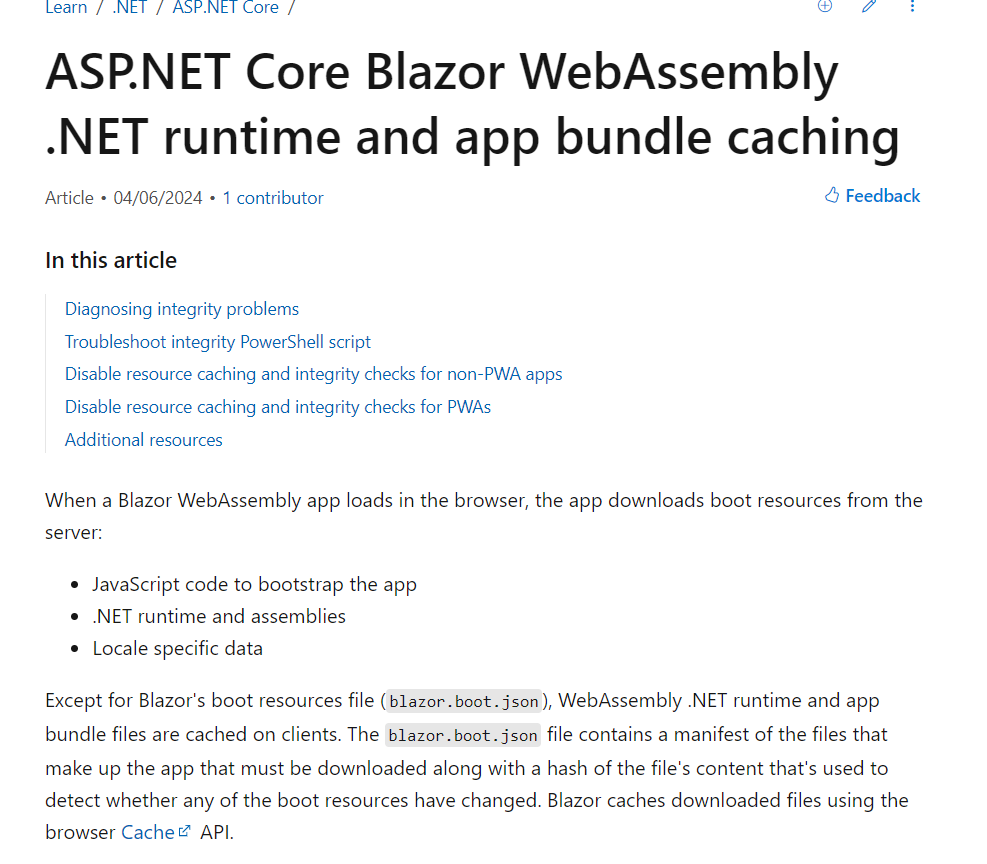 Learn / .NET / ASP.NET Core /
ASP.NET Core Blazor WebAssembly
.NET runtime and app bundle caching
Article • 04/06/2024 • 1 contributor
Feedback
In this article
Diagnosing integrity problems
Troubleshoot integrity PowerShell script
Disable resource caching and integrity checks for non-PWA apps
Disable resource caching and integrity checks for PWAs
Additional resources
When a Blazor WebAssembly app loads in the browser, the app downloads boot resources from the
server:
• JavaScript code to bootstrap the app
• .NET runtime and assemblies
• Locale specific data
Except for Blazor's boot resources file (blazor.boot.json), WebAssembly .NET runtime and app
bundle files are cached on clients. The blazor.boot.json file contains a manifest of the files that
make up the app that must be downloaded along with a hash of the file's content that's used to
detect whether any of the boot resources have changed. Blazor caches downloaded files using the
browser Cache API.